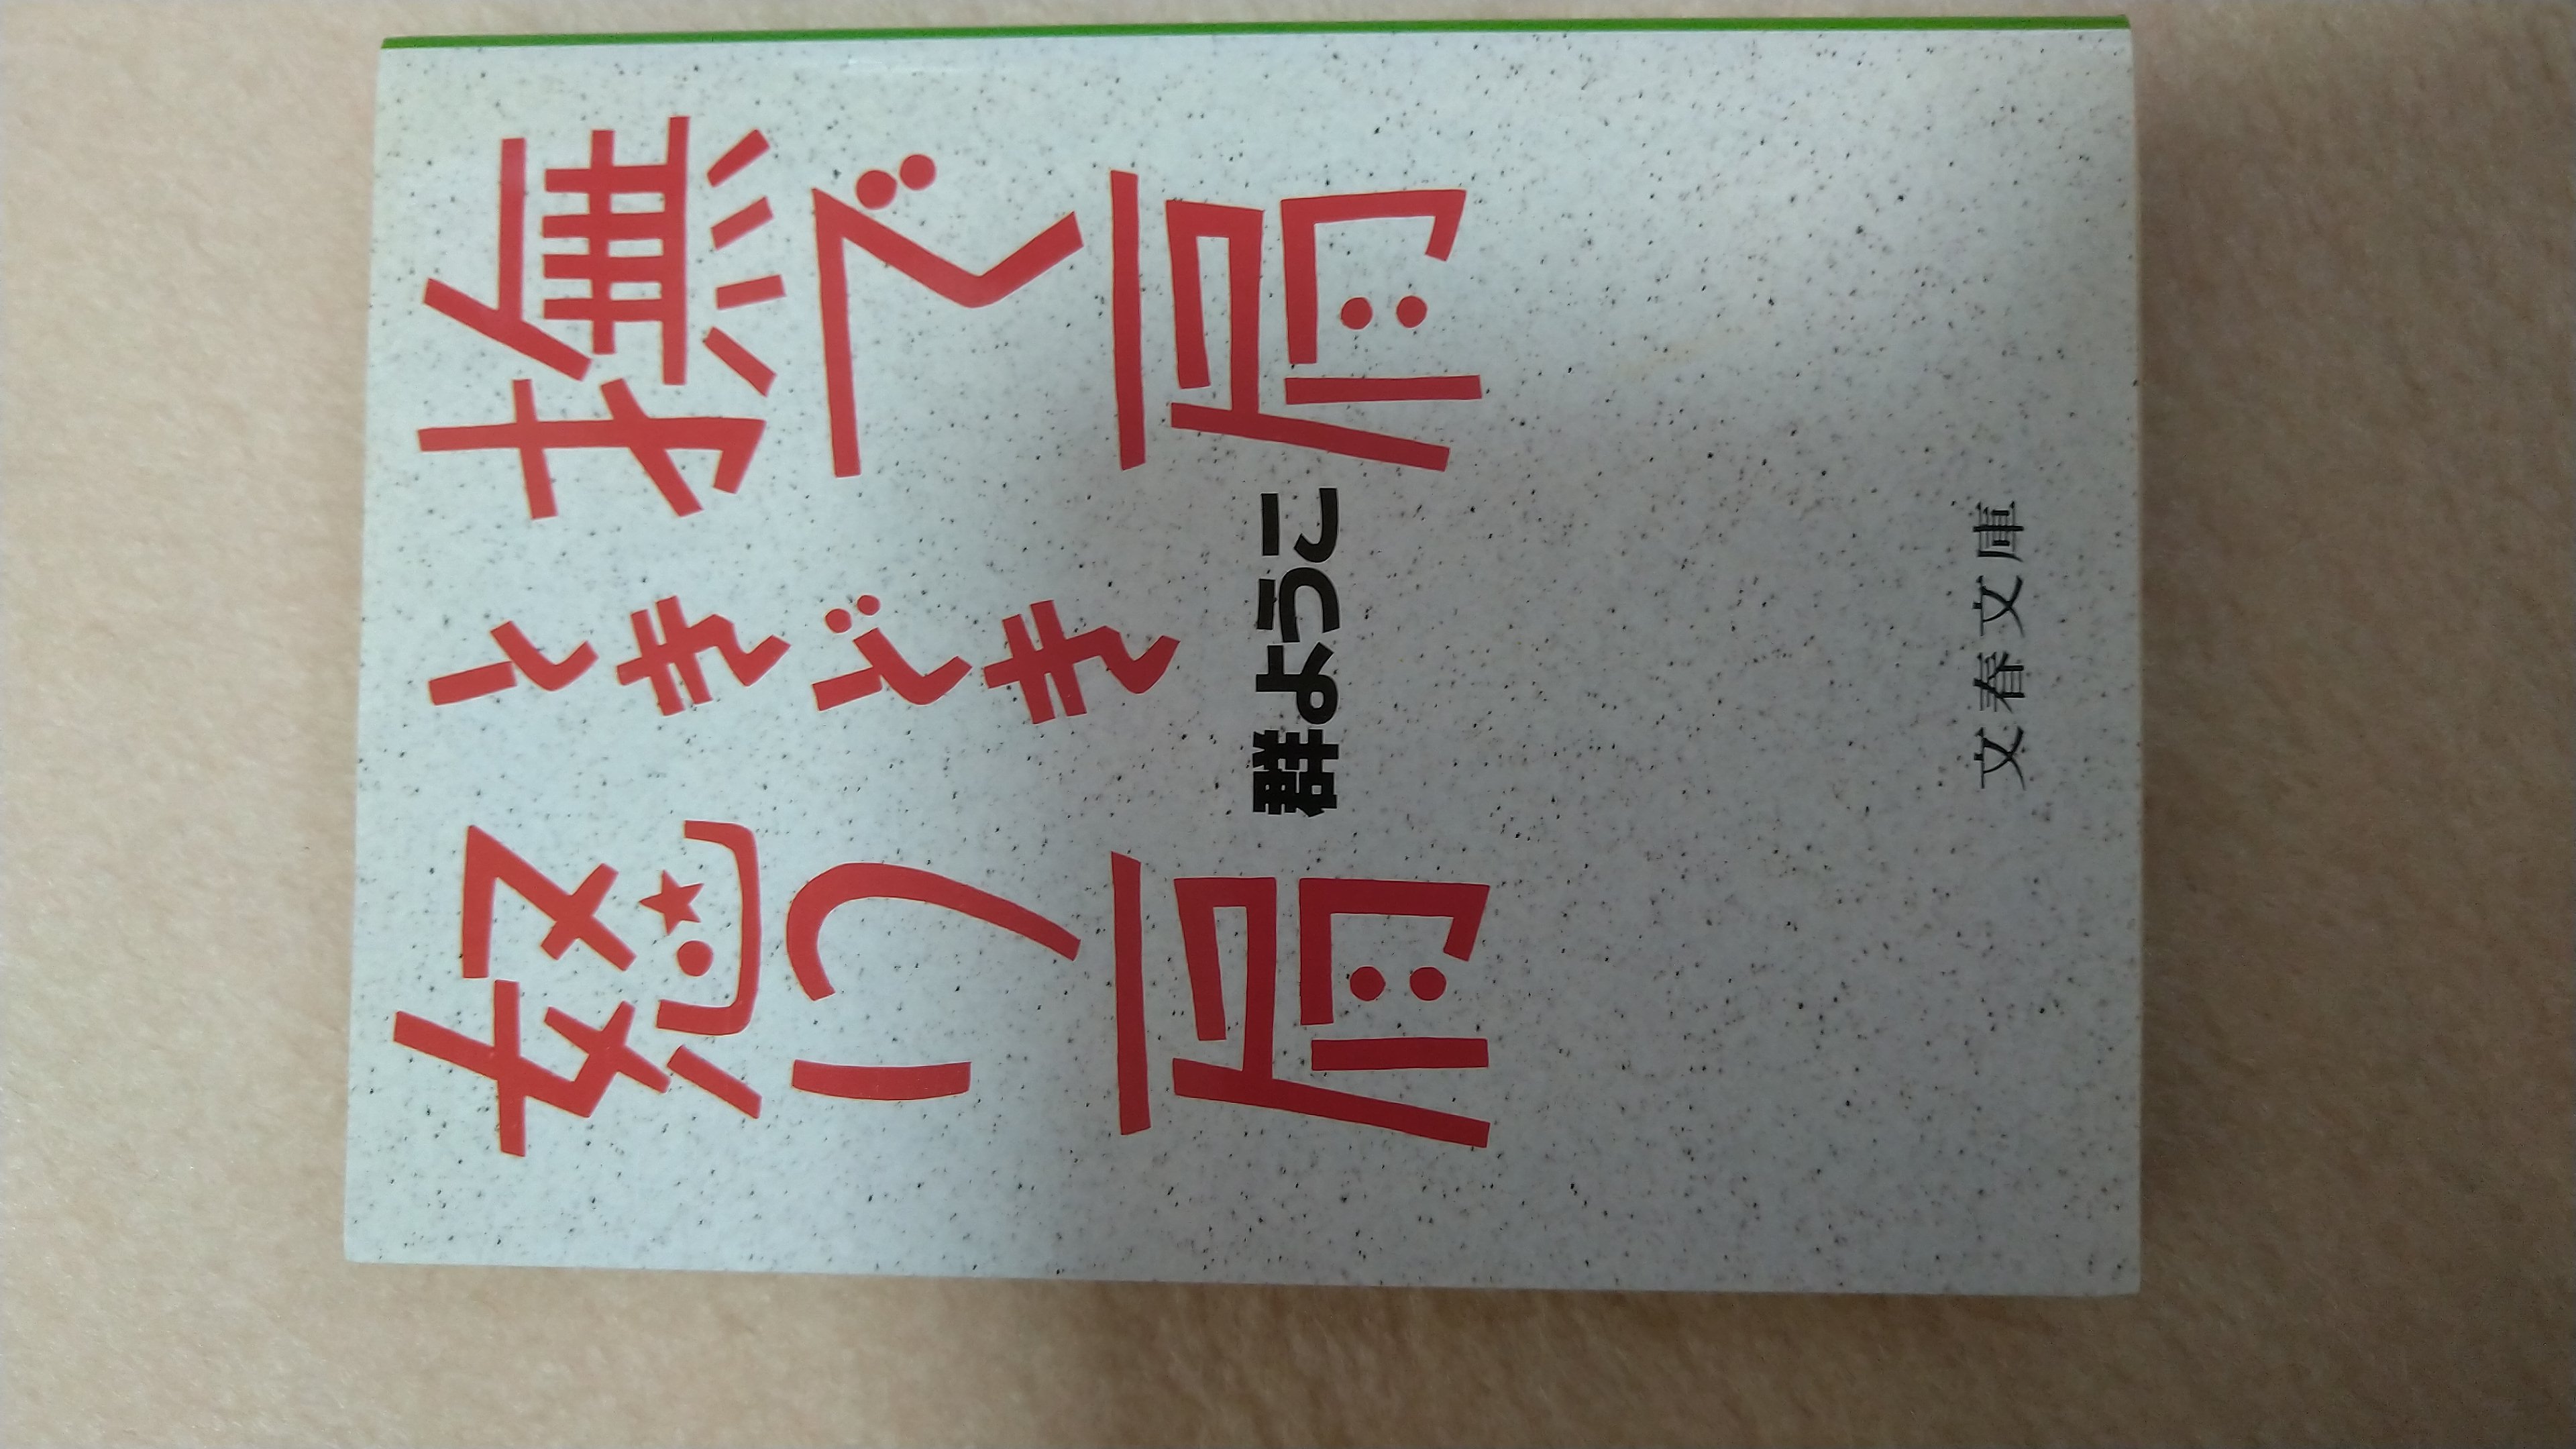 撫で肩
ときどき
怒り肩
群ようこ
文春文庫